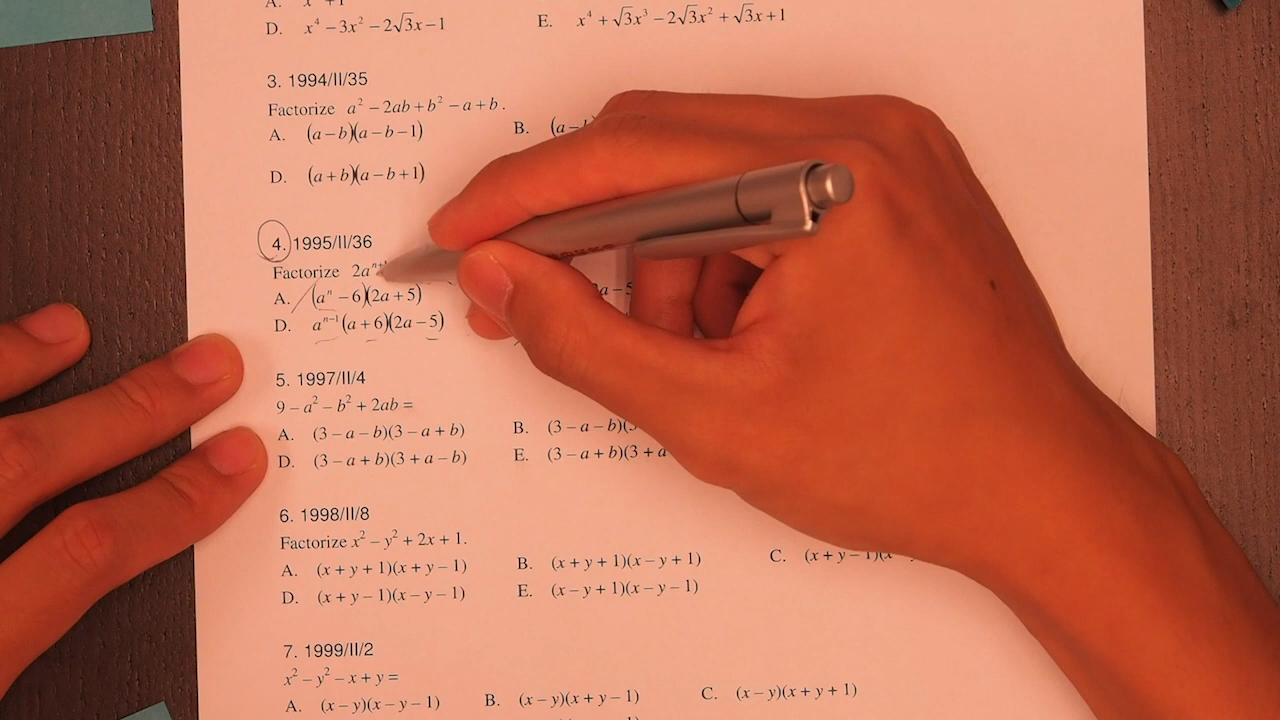 D. x⁴ − 3x² − 2√3x − 1 E. x⁴ + √3x³ − 2√3x² + √3x + 1
3. 1994/II/35
Factorize a² − 2ab + b² − a + b.
A. (a − b)(a − b − 1) B. (a −
D. (a + b)(a − b + 1)
4. 1995/II/36
Factorize 2aⁿ⁺¹
A. (aⁿ − 6)(2a + 5)
D. aⁿ⁻¹(a + 6)(2a − 5)
5. 1997/II/4
9 − a² − b² + 2ab =
A. (3 − a − b)(3 − a + b) B. (3 − a − b)(3
D. (3 − a + b)(3 + a − b) E. (3 − a + b)(3 + a
6. 1998/II/8
Factorize x² − y² + 2x + 1.
A. (x + y + 1)(x + y − 1) B. (x + y + 1)(x − y + 1) C. (x + y − 1)(x
D. (x + y − 1)(x − y − 1) E. (x − y + 1)(x − y − 1)
7. 1999/II/2
x² − y² − x + y =
A. (x − y)(x − y − 1) B. (x − y)(x + y − 1) C. (x − y)(x + y + 1)